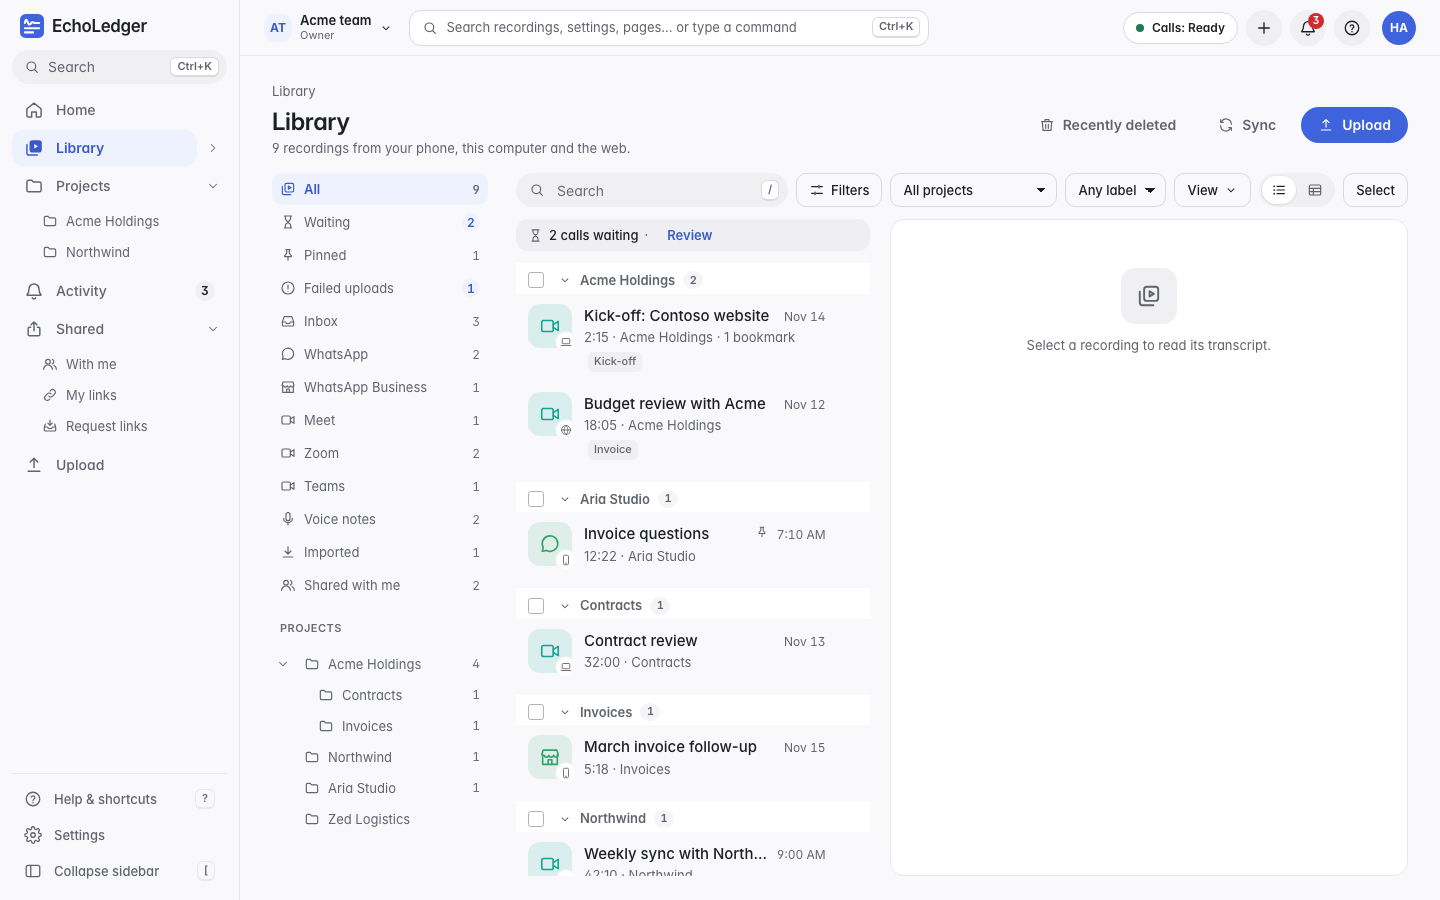 EchoLedger
Search Ctrl+K
Home
Library
Projects
Acme Holdings
Northwind
Activity 3
Shared
With me
My links
Request links
Upload
Help & shortcuts ?
Settings
Collapse sidebar [
AT Acme team
Owner
Search recordings, settings, pages... or type a command Ctrl+K
Calls: Ready
3
HA
Library
Library
9 recordings from your phone, this computer and the web.
Recently deleted
Sync
Upload
All 9
Waiting 2
Pinned 1
Failed uploads 1
Inbox 3
WhatsApp 2
WhatsApp Business 1
Meet 1
Zoom 1
Teams 1
Voice notes 2
Imported 1
Shared with me 2
PROJECTS
Acme Holdings 4
Contracts 1
Invoices 1
Northwind 1
Aria Studio 1
Zed Logistics
Search /
Filters
All projects
Any label
View
Select
2 calls waiting · Review
Acme Holdings 2
Kick-off: Contoso website Nov 14
2:15 · Acme Holdings · 1 bookmark
Kick-off
Budget review with Acme Nov 12
18:05 · Acme Holdings
Invoice
Aria Studio 1
Invoice questions 7:10 AM
12:22 · Aria Studio
Contracts 1
Contract review Nov 13
32:00 · Contracts
Invoices 1
March invoice follow-up Nov 15
5:18 · Invoices
Northwind 1
Weekly sync with North... 9:00 AM
42:10 · Northwind
Select a recording to read its transcript.